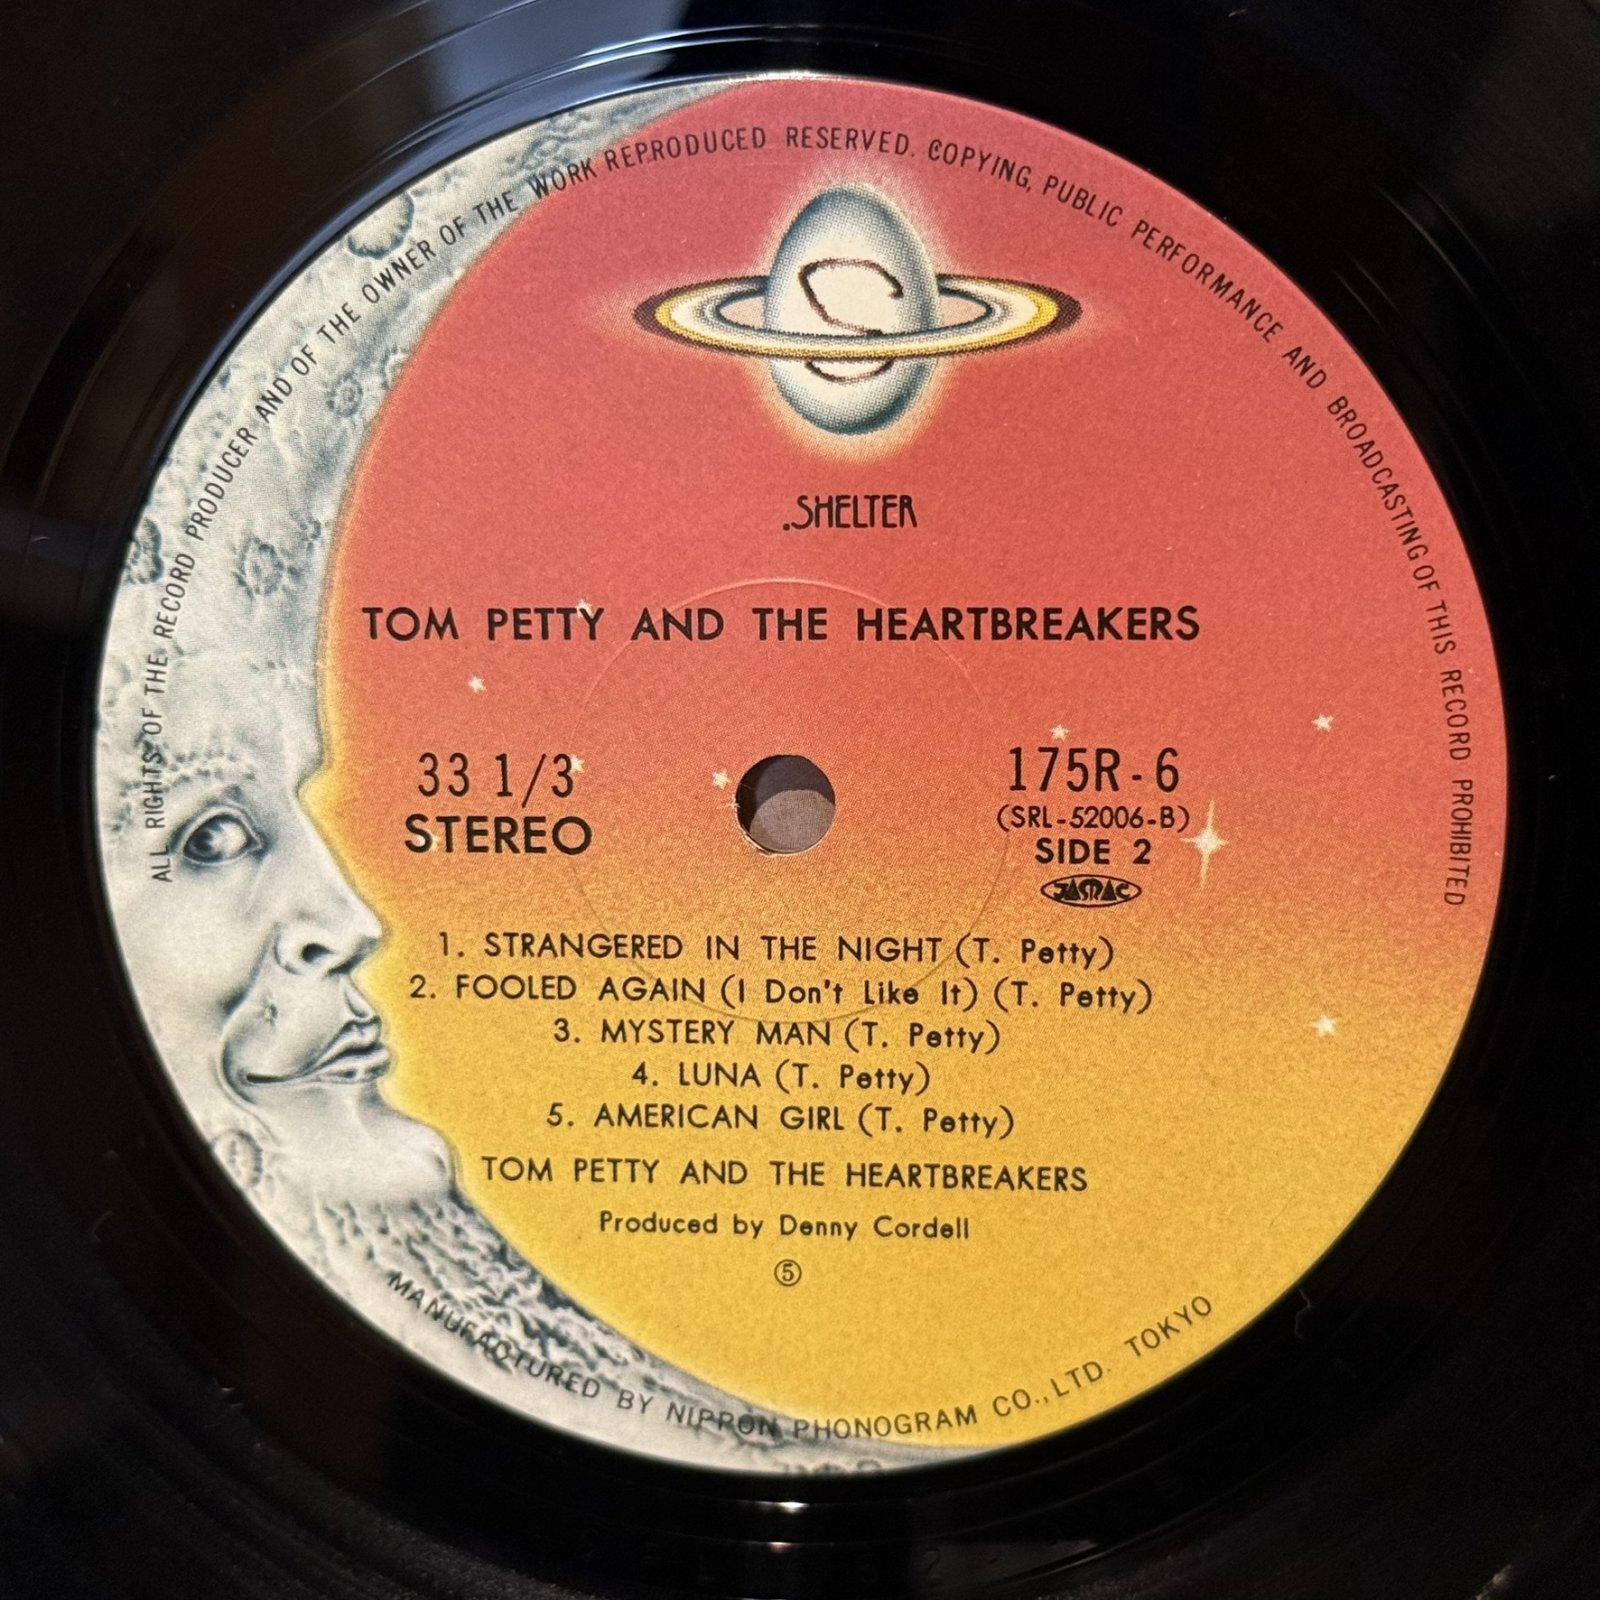 ALL RIGHTS OF THE RECORD PRODUCER AND OF THE OWNER OF THE WORK REPRODUCED RESERVED. COPYING, PUBLIC PERFORMANCE AND BROADCASTING OF THIS RECORD PROHIBITED
.SHELTER
TOM PETTY AND THE HEARTBREAKERS
33 1/3
STEREO
175R-6
(SRL-52006-B)
SIDE 2
JASRAC
1. STRANGERED IN THE NIGHT (T. Petty)
2. FOOLED AGAIN (I Don't Like It) (T. Petty)
3. MYSTERY MAN (T. Petty)
4. LUNA (T. Petty)
5. AMERICAN GIRL (T. Petty)
TOM PETTY AND THE HEARTBREAKERS
Produced by Denny Cordell
⑤
MANUFACTURED BY NIPPON PHONOGRAM CO., LTD. TOKYO